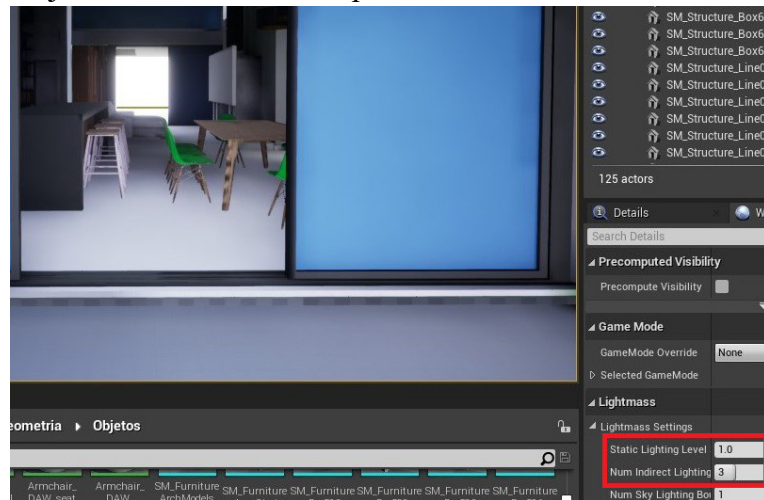 SM_Structure_Box6
SM_Structure_Box6
SM_Structure_Line0
SM_Structure_Line0
SM_Structure_Line0
SM_Structure_Line0
SM_Structure_Line0
SM_Structure_Line0
125 actors
Details
W
Search Details
Precomputed Visibility
Precompute Visibility
Game Mode
GameMode Override None
Selected GameMode
Lightmass
Lightmass Settings
Static Lighting Level 1.0
Num Indirect Lighting 3
Num Sky Lighting Bo 1
eometria Objetos
Armchair_ Armchair_ SM_Furniture SM_Furniture SM_Furniture SM_Furniture SM_Furniture
DAW_seat DAW ArchModels